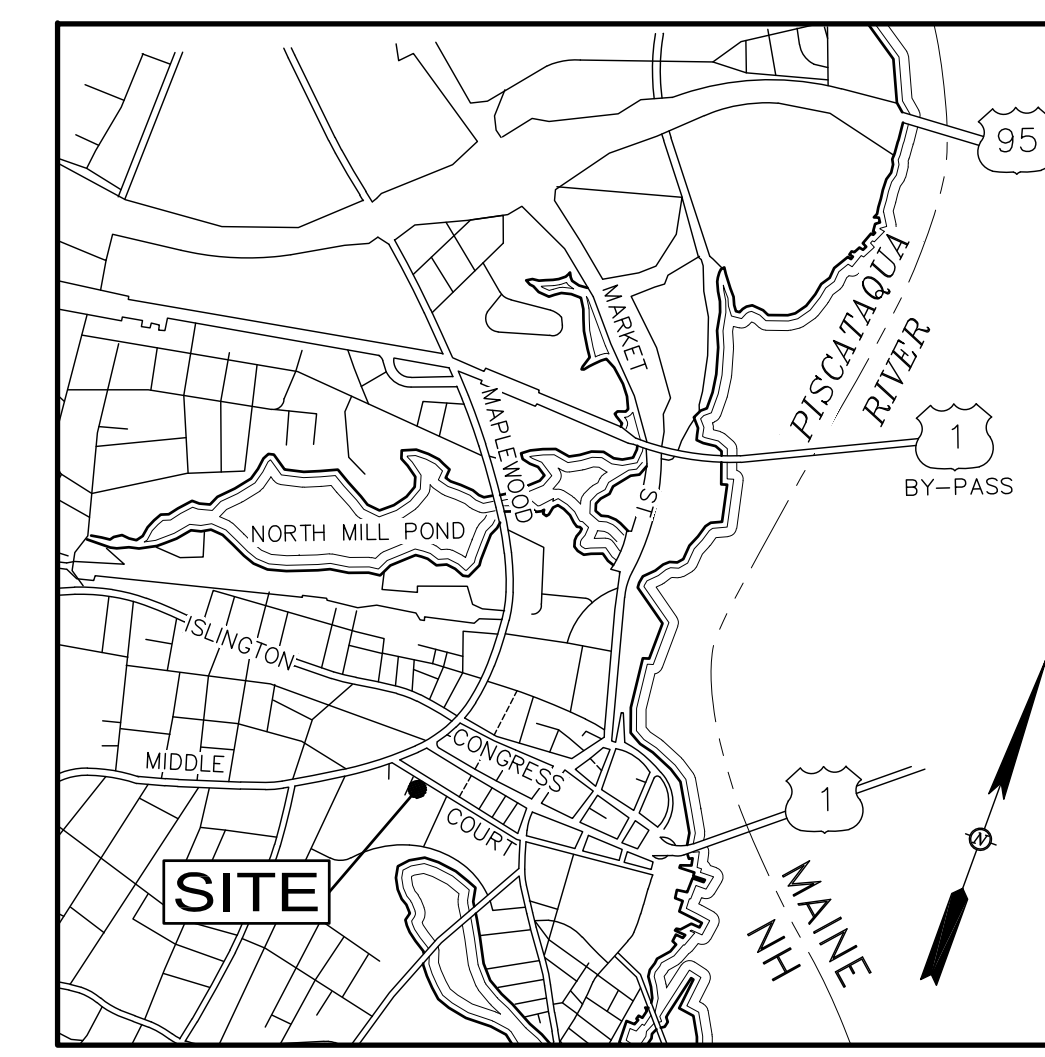 95
PISCATAQUA
RIVER
MARKET
ST
1
BY-PASS
MAPLEWOOD
NORTH MILL POND
ISLINGTON
MIDDLE
CONGRESS
COURT
1
SITE
N
MAINE
NH